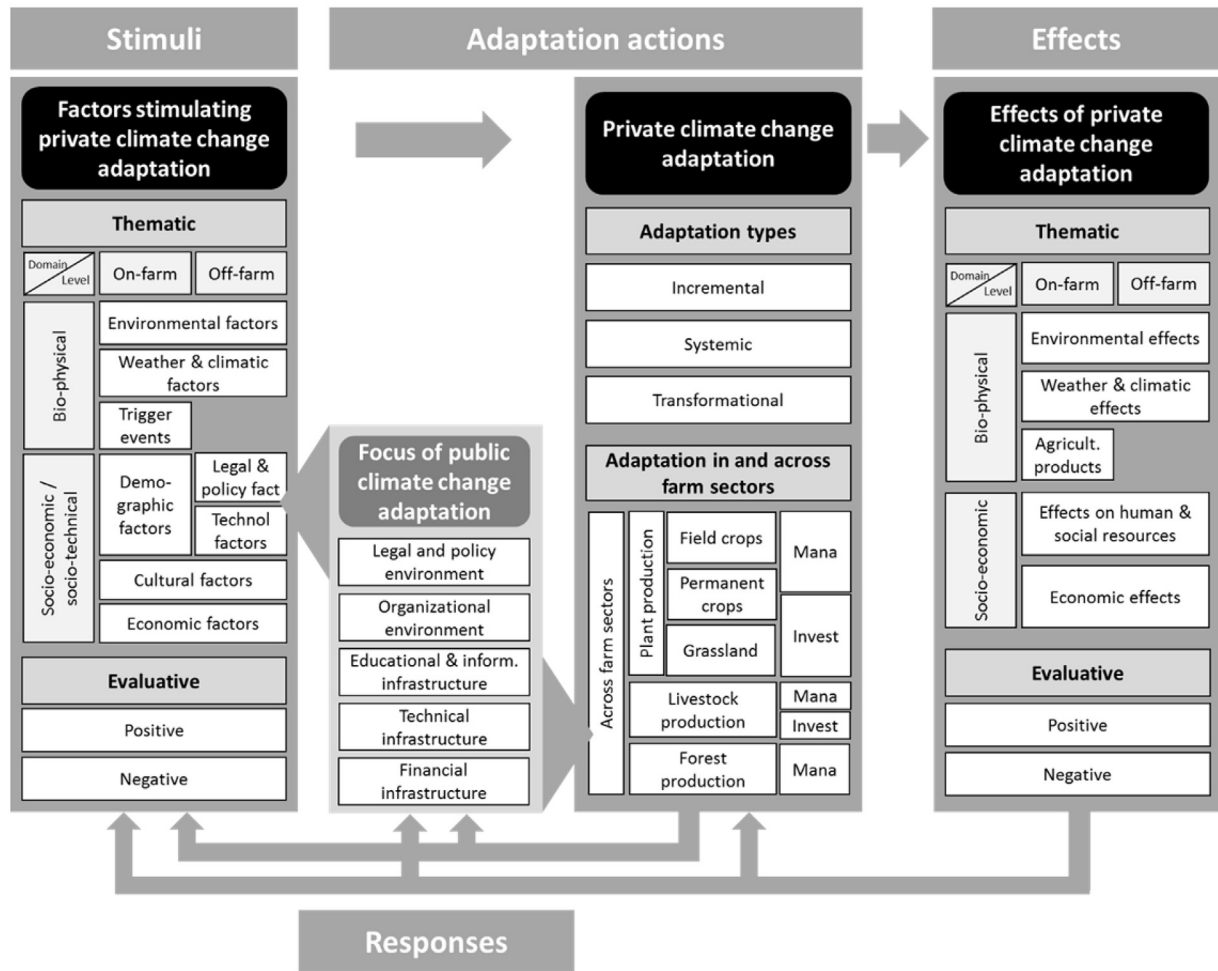 Stimuli
Adaptation actions
Effects
Factors stimulating
private climate change
adaptation
Thematic
Domain
Level
On-farm
Off-farm
Bio-physical
Environmental factors
Weather & climatic
factors
Trigger
events
Socio-economic /
socio-technical
Demo-
graphic
factors
Legal &
policy fact
Technol
factors
Cultural factors
Economic factors
Evaluative
Positive
Negative
Focus of public
climate change
adaptation
Legal and policy
environment
Organizational
environment
Educational & inform.
infrastructure
Technical
infrastructure
Financial
infrastructure
Private climate change
adaptation
Adaptation types
Incremental
Systemic
Transformational
Adaptation in and across
farm sectors
Across farm sectors
Plant production
Field crops
Permanent
crops
Grassland
Mana
Invest
Livestock
production
Mana
Invest
Forest
production
Mana
Effects of private
climate change
adaptation
Thematic
Domain
Level
On-farm
Off-farm
Bio-physical
Environmental effects
Weather & climatic
effects
Agricult.
products
Socio-economic
Effects on human &
social resources
Economic effects
Evaluative
Positive
Negative
Responses